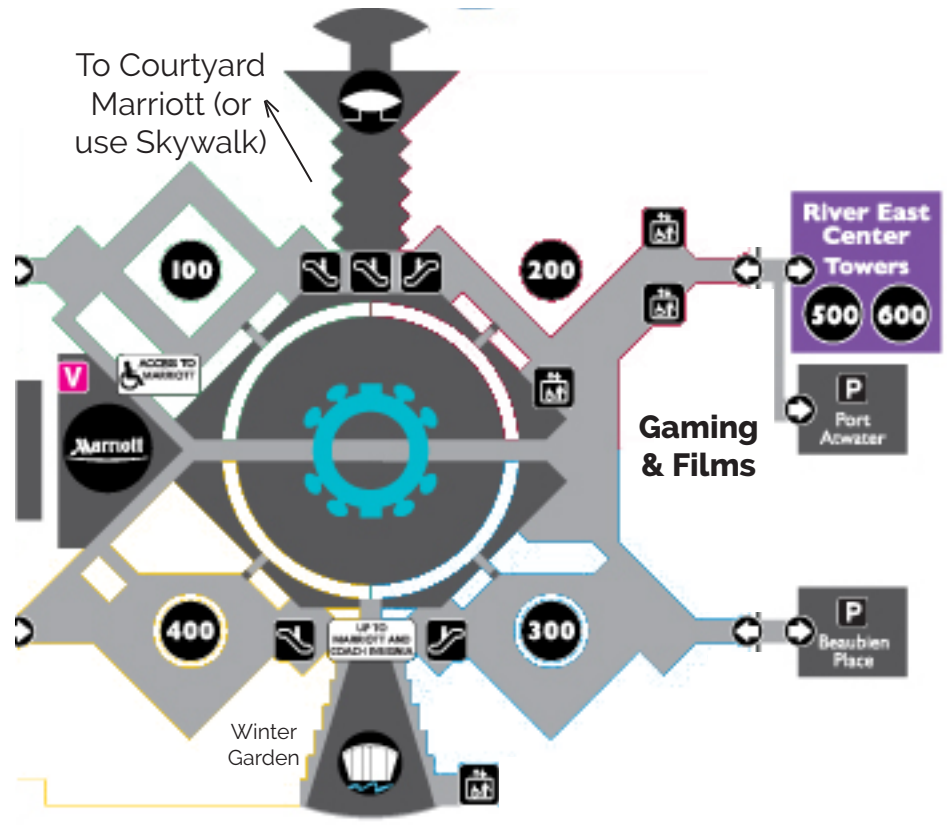 To Courtyard
Marriott (or
use Skywalk)
100
200
River East
Center
Towers
500 600
V
ACCESS TO
MARRIOTT
Marriott
Gaming
& Films
P
Port
Atwater
400
UP TO
MARRIOTT AND
COACH INSIGNIA
300
P
Beaubien
Place
Winter
Garden